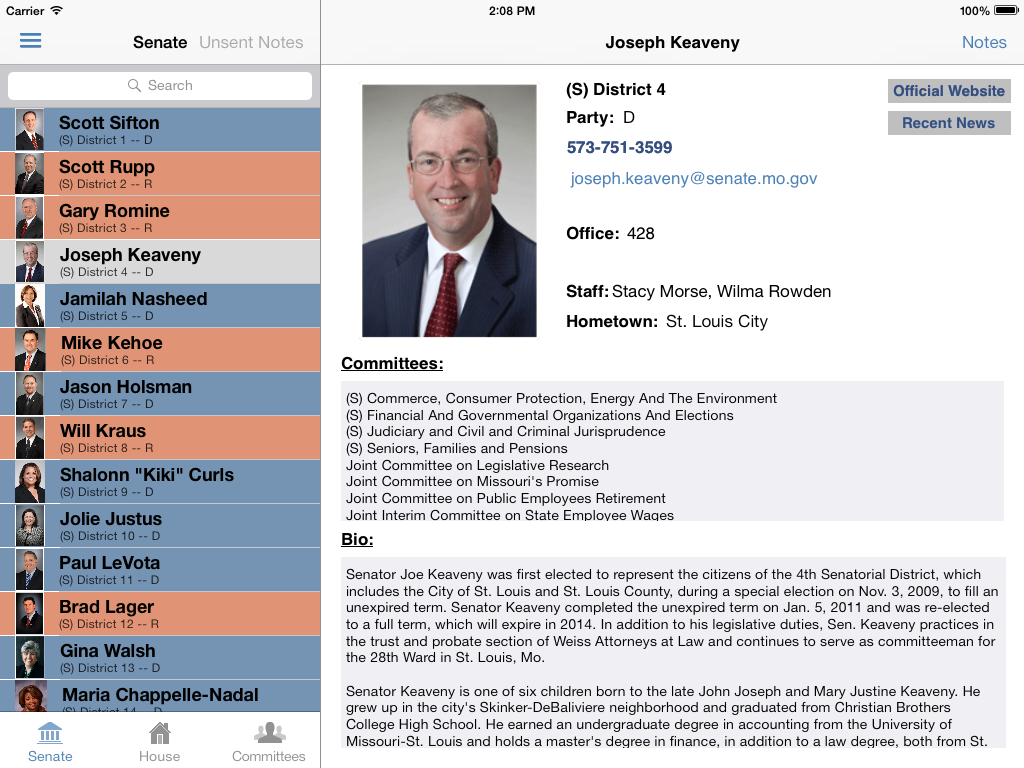 Carrier
2:08 PM
100%
Senate Unsent Notes
Joseph Keaveny
Notes
Search
Scott Sifton
(S) District 1 -- D
Scott Rupp
(S) District 2 -- R
Gary Romine
(S) District 3 -- R
Joseph Keaveny
(S) District 4 -- D
Jamilah Nasheed
(S) District 5 -- D
Mike Kehoe
(S) District 6 -- R
Jason Holsman
(S) District 7 -- D
Will Kraus
(S) District 8 -- R
Shalonn "Kiki" Curls
(S) District 9 -- D
Jolie Justus
(S) District 10 -- D
Paul LeVota
(S) District 11 -- D
Brad Lager
(S) District 12 -- R
Gina Walsh
(S) District 13 -- D
Maria Chappelle-Nadal
(S) District 14 -- D
Senate
House
Committees
(S) District 4
Party: D
573-751-3599
joseph.keaveny@senate.mo.gov
Office: 428
Staff: Stacy Morse, Wilma Rowden
Hometown: St. Louis City
Official Website
Recent News
Committees:
(S) Commerce, Consumer Protection, Energy And The Environment
(S) Financial And Governmental Organizations And Elections
(S) Judiciary and Civil and Criminal Jurisprudence
(S) Seniors, Families and Pensions
Joint Committee on Legislative Research
Joint Committee on Missouri's Promise
Joint Committee on Public Employees Retirement
Joint Interim Committee on State Employee Wages
Bio:
Senator Joe Keaveny was first elected to represent the citizens of the 4th Senatorial District, which
includes the City of St. Louis and St. Louis County, during a special election on Nov. 3, 2009, to fill an
unexpired term. Senator Keaveny completed the unexpired term on Jan. 5, 2011 and was re-elected
to a full term, which will expire in 2014. In addition to his legislative duties, Sen. Keaveny practices in
the trust and probate section of Weiss Attorneys at Law and continues to serve as committeeman for
the 28th Ward in St. Louis, Mo.
Senator Keaveny is one of six children born to the late John Joseph and Mary Justine Keaveny. He
grew up in the city's Skinker-DeBaliviere neighborhood and graduated from Christian Brothers
College High School. He earned an undergraduate degree in accounting from the University of
Missouri-St. Louis and holds a master's degree in finance, in addition to a law degree, both from St.